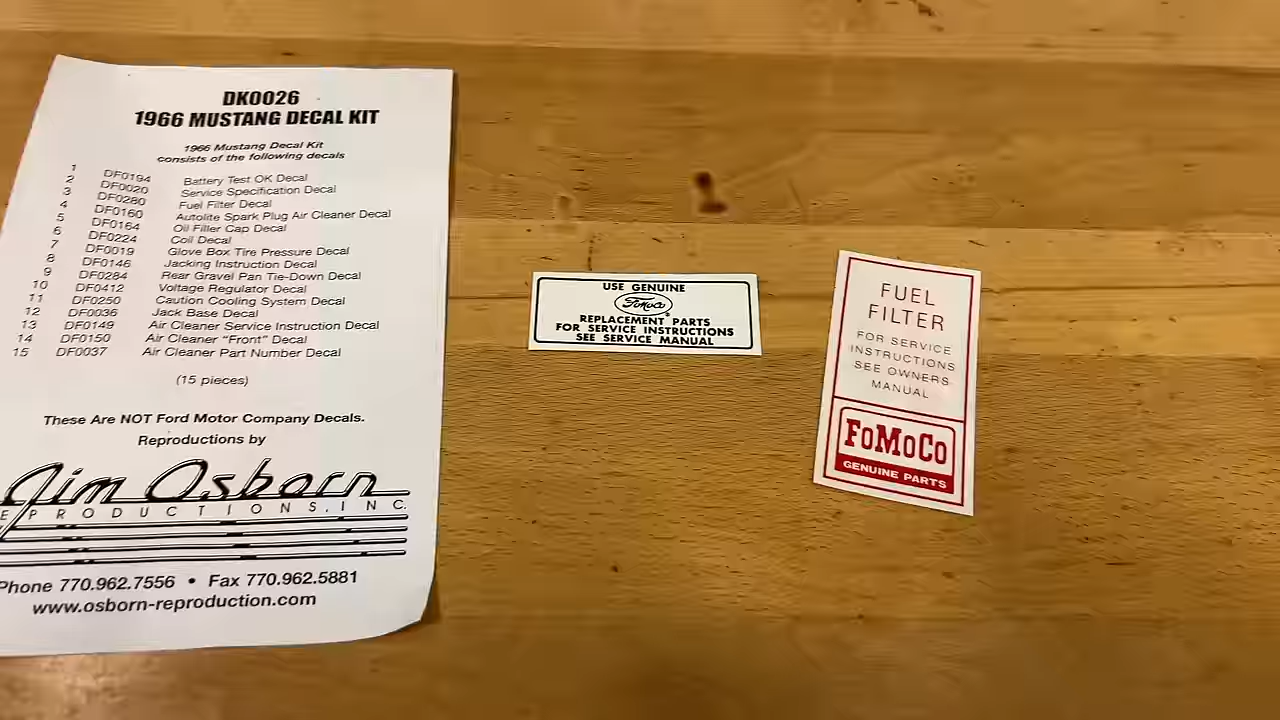 DK0026
1966 MUSTANG DECAL KIT
1966 Mustang Decal Kit
consists of the following decals
1 DF0194 Battery Test OK Decal
2 DF0020 Service Specification Decal
3 DF0280 Fuel Filter Decal
4 DF0160 Autolite Spark Plug Air Cleaner Decal
5 DF0164 Oil Filler Cap Decal
6 DF0224 Coil Decal
7 DF0019 Glove Box Tire Pressure Decal
8 DF0146 Jacking Instruction Decal
9 DF0284 Rear Gravel Pan Tie-Down Decal
10 DF0412 Voltage Regulator Decal
11 DF0250 Caution Cooling System Decal
12 DF0036 Jack Base Decal
13 DF0149 Air Cleaner Service Instruction Decal
14 DF0150 Air Cleaner "Front" Decal
15 DF0037 Air Cleaner Part Number Decal
(15 pieces)
These Are NOT Ford Motor Company Decals.
Reproductions by
Jim Osborn
EPRODUCTIONS, INC.
Phone 770.962.7556 • Fax 770.962.5881
www.osborn-reproduction.com
USE GENUINE
FoMoCo®
REPLACEMENT PARTS
FOR SERVICE INSTRUCTIONS
SEE SERVICE MANUAL
FUEL
FILTER
FOR SERVICE
INSTRUCTIONS
SEE OWNERS
MANUAL
FoMoCo
GENUINE PARTS